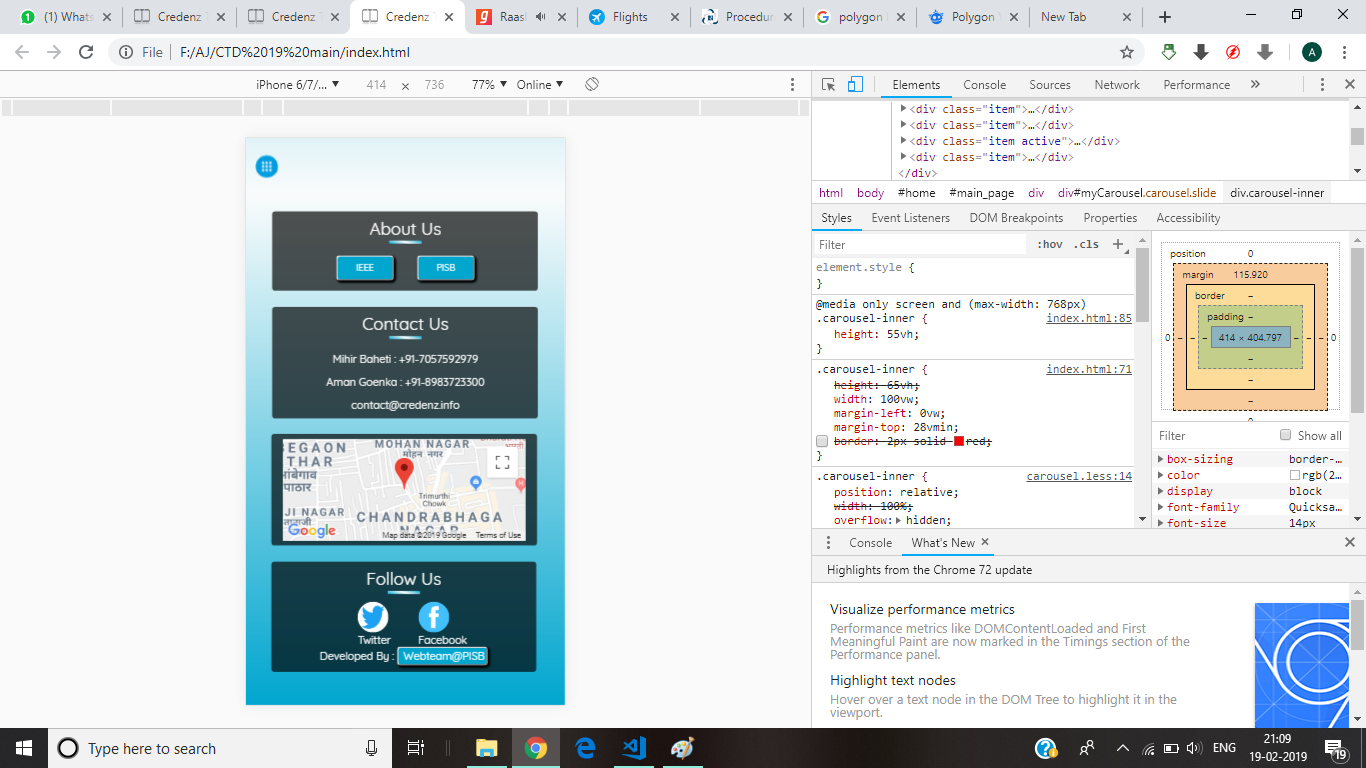 (1) Whats
Credenz
Credenz
Credenz
Raas
Flights
Procedur
polygon
Polygon
New Tab
File | F:/AJ/CTD%2019%20main/index.html
A
iPhone 6/7/... ▼ 414 × 736 77% ▼ Online ▼
Elements Console Sources Network Performance »
<div class="item">…</div>
<div class="item">…</div>
<div class="item active">…</div>
<div class="item">…</div>
</div>
html body #home #main_page div div#myCarousel.carousel.slide div.carousel-inner
Styles Event Listeners DOM Breakpoints Properties Accessibility
Filter :hov .cls +
element.style {
}
@media only screen and (max-width: 768px)
.carousel-inner { index.html:85
height: 55vh;
}
.carousel-inner { index.html:71
height: 65vh;
width: 100vw;
margin-left: 0vw;
margin-top: 28vmin;
border: 2px solid red;
}
.carousel-inner { carousel.less:14
position: relative;
width: 100%;
overflow: hidden;
position 0
margin 115.920
border –
padding –
0 – – 414 × 404.797 – – 0
–
–
–
Filter Show all
box-sizing border-…
color rgb(2…
display block
font-family Quicksa…
font-size 14px
Console What's New ×
Highlights from the Chrome 72 update
Visualize performance metrics
Performance metrics like DOMContentLoaded and First
Meaningful Paint are now marked in the Timings section of the
Performance panel.
Highlight text nodes
Hover over a text node in the DOM Tree to highlight it in the
viewport.
About Us
IEEE PISB
Contact Us
Mihir Baheti : +91-7057592979
Aman Goenka : +91-8983723300
contact@credenz.info
EGAON
THAR
आंबेगाव
पाठार
MOHAN NAGAR
मोहन नगर
Trimurthi
Chowk
JI NAGAR
CHANDRABHAGA
NAGAR
Google
Map data ©2019 Google Terms of Use
Follow Us
Twitter Facebook
Developed By : Webteam@PISB
Type here to search
ENG
21:09
19-02-2019
19